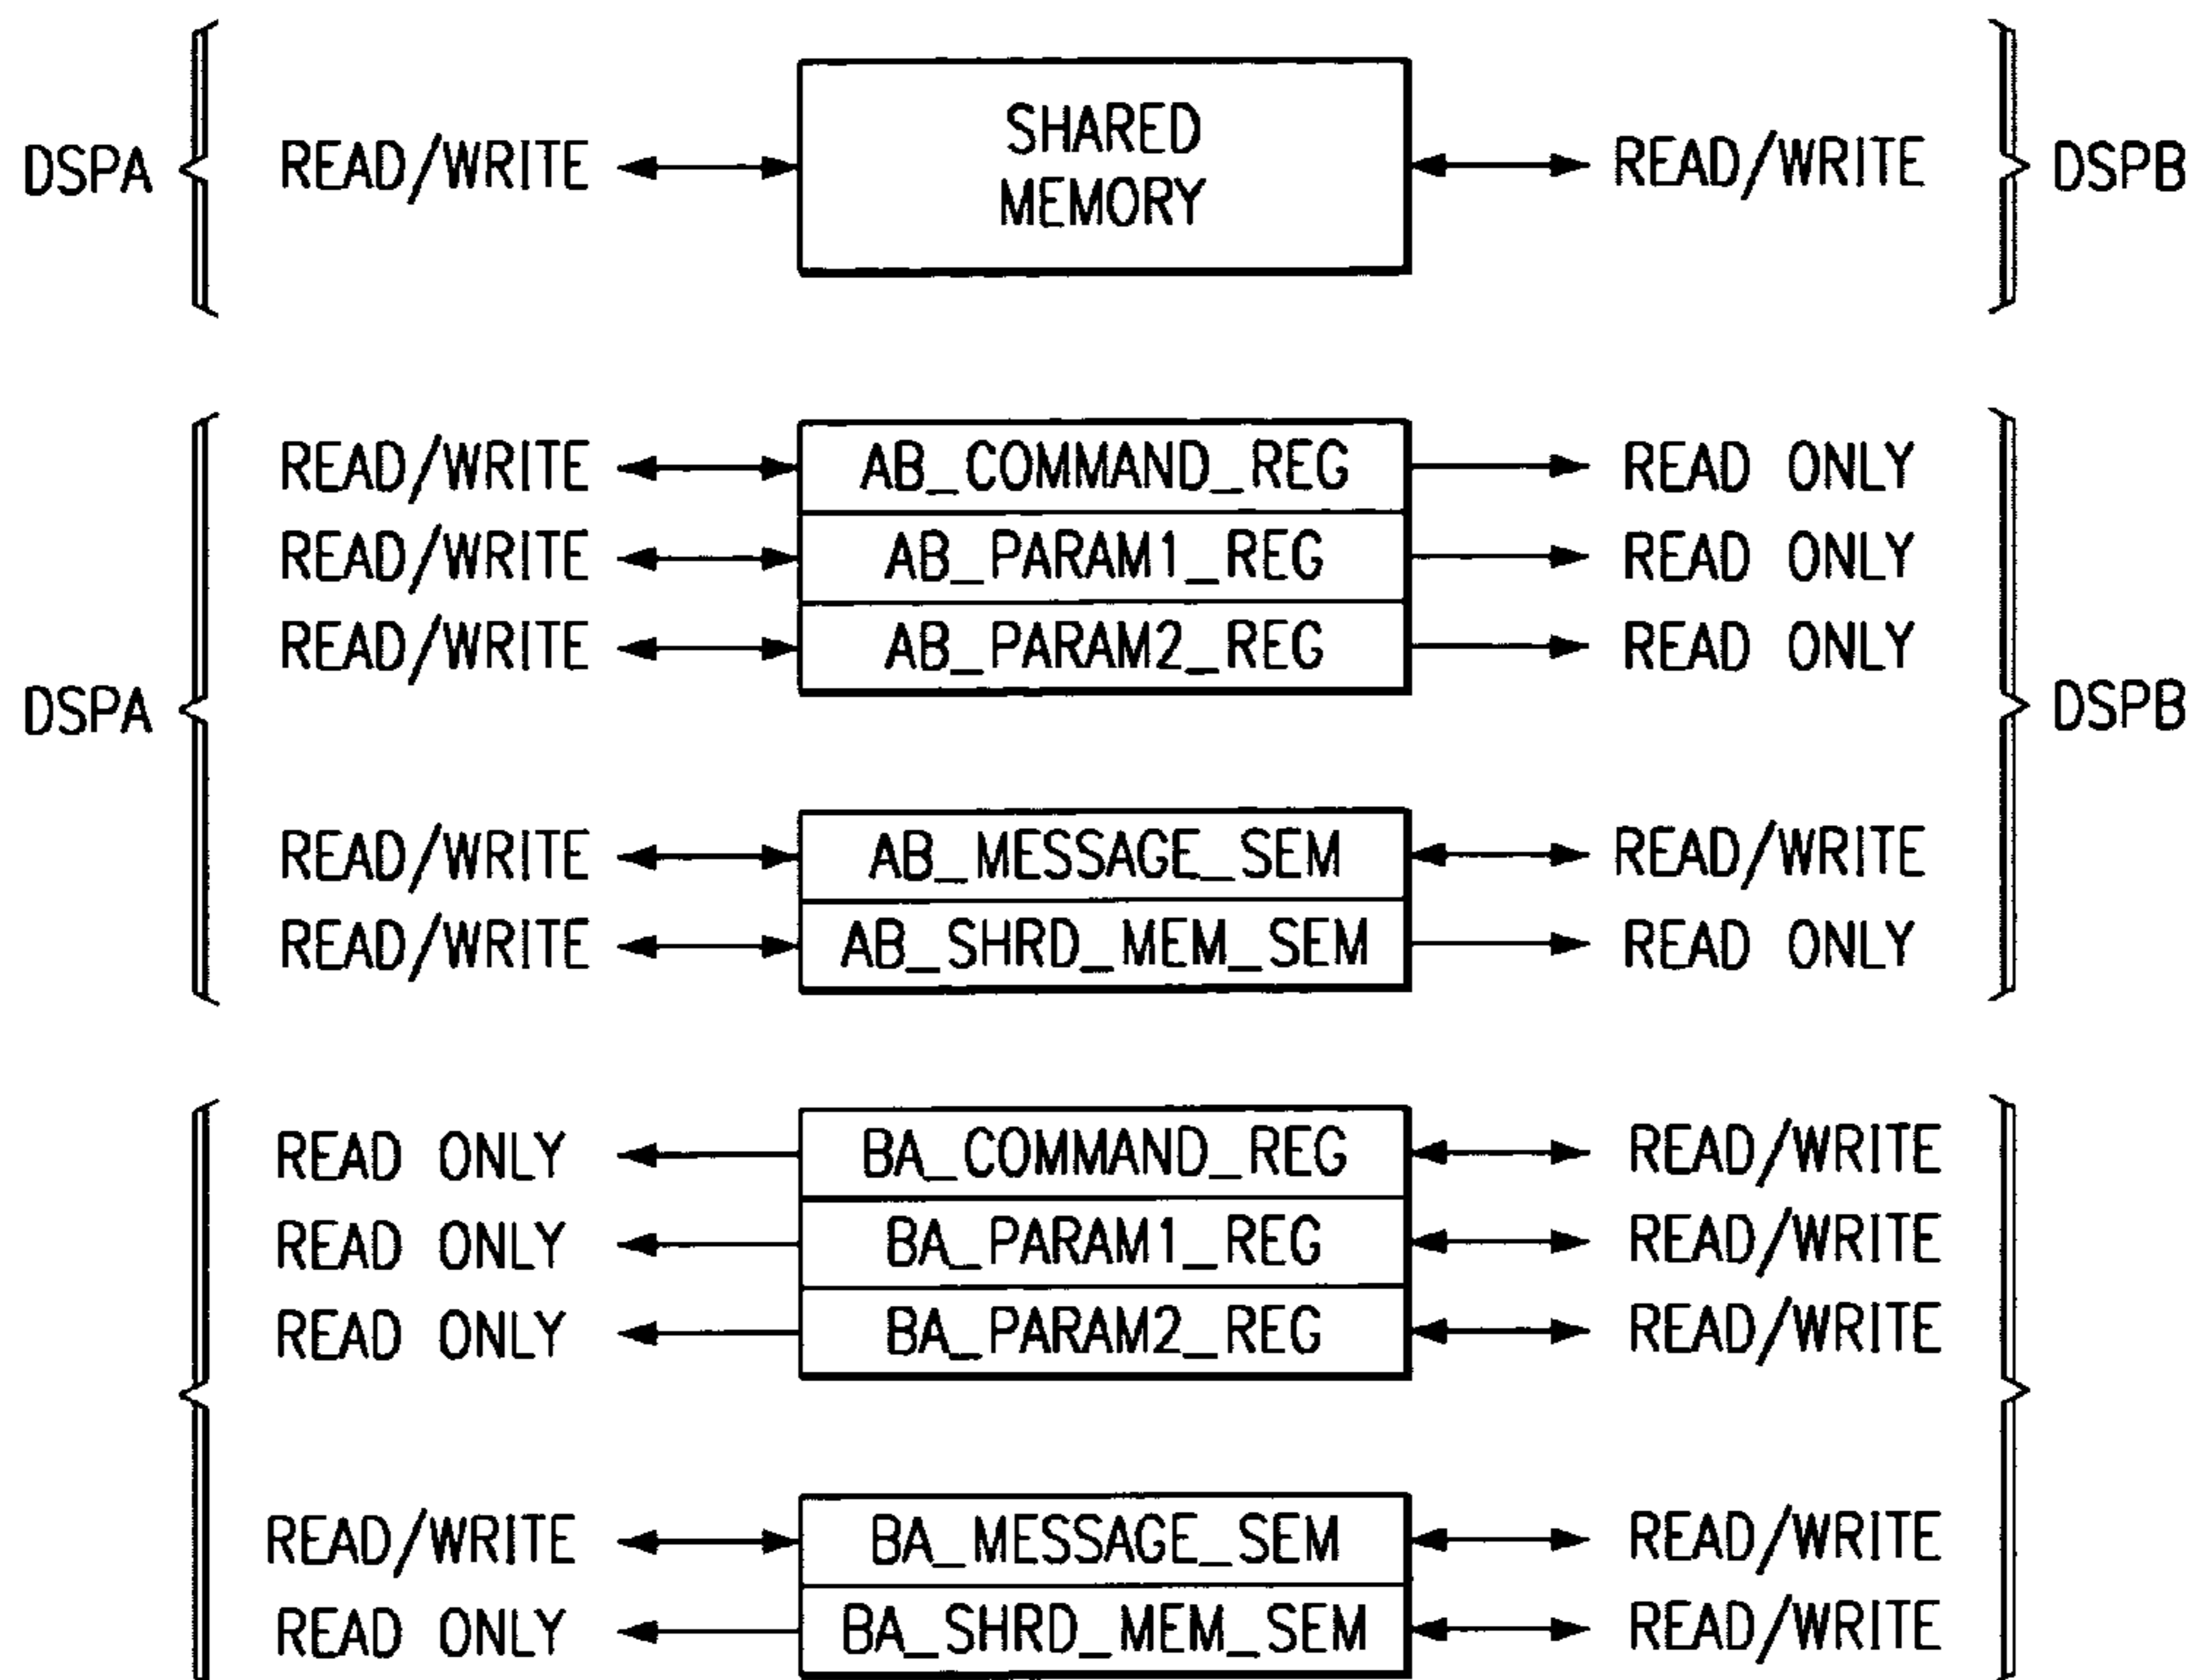 DSPA READ/WRITE SHARED MEMORY READ/WRITE DSPB
READ/WRITE AB_COMMAND_REG READ ONLY
READ/WRITE AB_PARAM1_REG READ ONLY
READ/WRITE AB_PARAM2_REG READ ONLY
DSPA DSPB
READ/WRITE AB_MESSAGE_SEM READ/WRITE
READ/WRITE AB_SHRD_MEM_SEM READ ONLY
READ ONLY BA_COMMAND_REG READ/WRITE
READ ONLY BA_PARAM1_REG READ/WRITE
READ ONLY BA_PARAM2_REG READ/WRITE
READ/WRITE BA_MESSAGE_SEM READ/WRITE
READ ONLY BA_SHRD_MEM_SEM READ/WRITE